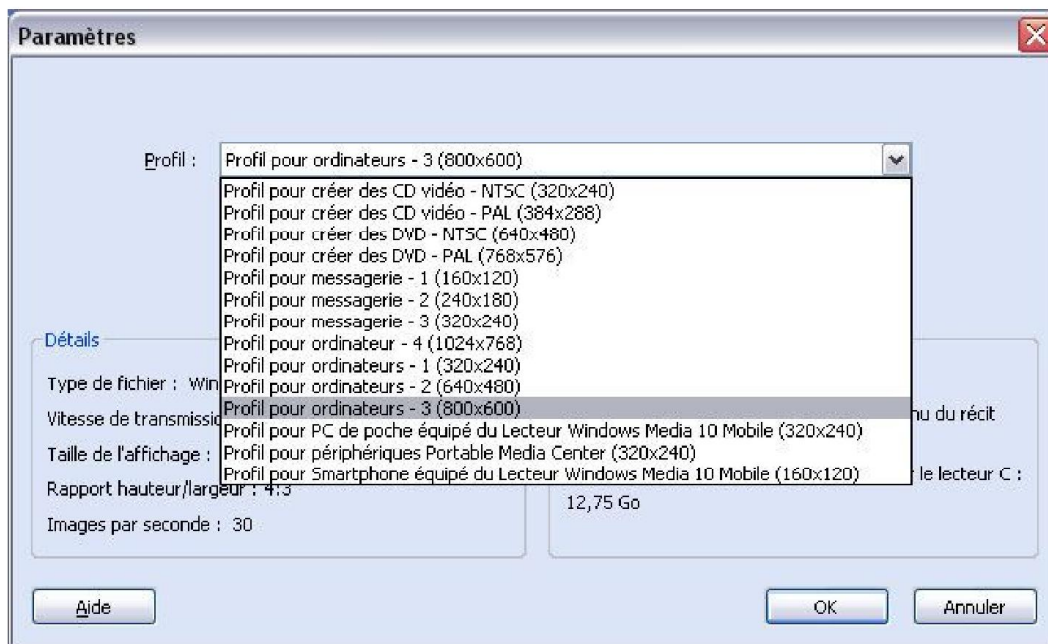 Paramètres
Profil :
Profil pour ordinateurs - 3 (800x600)
Profil pour créer des CD vidéo - NTSC (320x240)
Profil pour créer des CD vidéo - PAL (384x288)
Profil pour créer des DVD - NTSC (640x480)
Profil pour créer des DVD - PAL (768x576)
Profil pour messagerie - 1 (160x120)
Profil pour messagerie - 2 (240x180)
Profil pour messagerie - 3 (320x240)
Profil pour ordinateur - 4 (1024x768)
Profil pour ordinateurs - 1 (320x240)
Profil pour ordinateurs - 2 (640x480)
Profil pour ordinateurs - 3 (800x600)
Profil pour PC de poche équipé du Lecteur Windows Media 10 Mobile (320x240)
Profil pour périphériques Portable Media Center (320x240)
Profil pour Smartphone équipé du Lecteur Windows Media 10 Mobile (160x120)
Détails
Type de fichier : Win
Vitesse de transmissio
Taille de l'affichage :
Rapport hauteur/largeur : 4:3
Images par seconde : 30
nu du récit
le lecteur C :
12,75 Go
Aide
OK
Annuler